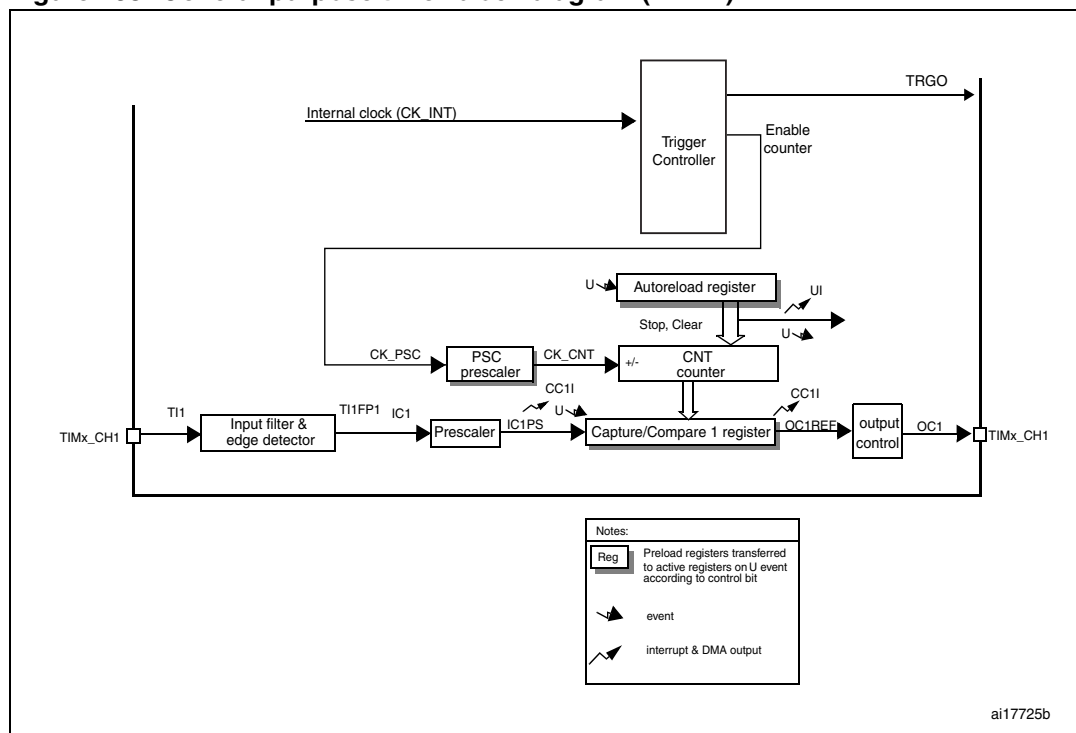 TRGO
Internal clock (CK_INT)
Enable
counter
Trigger
Controller
U
Autoreload register
UI
Stop, Clear
U
CK_PSC
PSC
prescaler
CK_CNT
+/-
CNT
counter
CC1I
CC1I
U
TI1
TI1FP1
IC1
Input filter &
edge detector
Prescaler
IC1PS
Capture/Compare 1 register
OC1REF
output
control
OC1
TIMx_CH1
TIMx_CH1
Notes:
Reg
Preload registers transferred
to active registers on U event
according to control bit
event
interrupt & DMA output
ai17725b